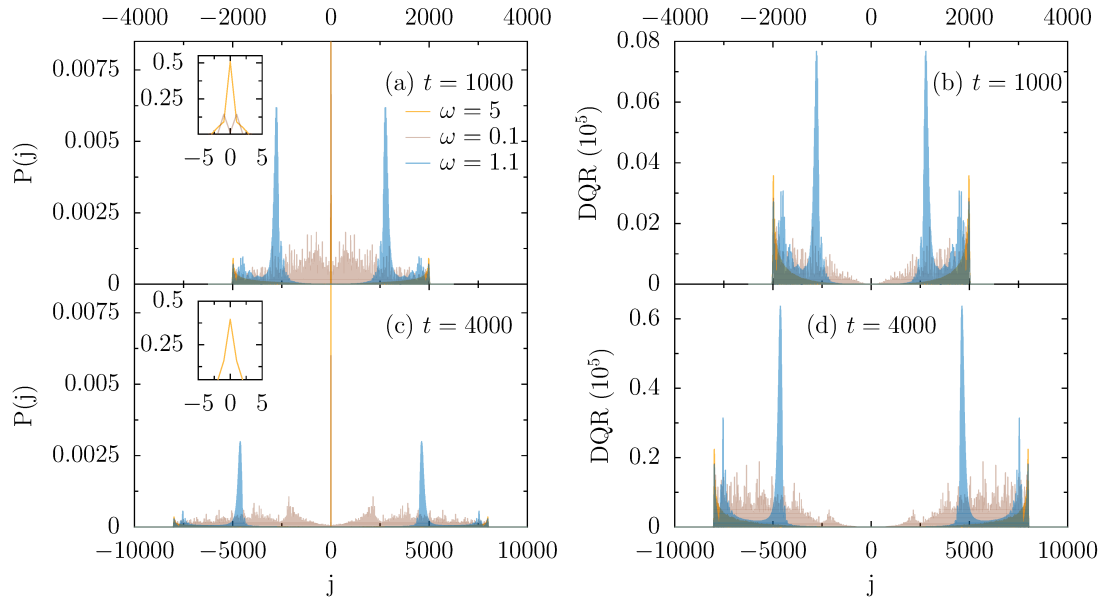 −4000 −2000 0 2000 4000
−4000 −2000 0 2000 4000
0.0075
0.005
0.0025
0
P(j)
0.5
0.25
−5 0 5
(a) t = 1000
ω = 5
ω = 0.1
ω = 1.1
0.08
0.06
0.04
0.02
0
DQR (10⁵)
(b) t = 1000
0.0075
0.005
0.0025
0
P(j)
0.5
0.25
−5 0 5
(c) t = 4000
−10000 −5000 0 5000 10000
j
0.6
0.4
0.2
0
DQR (10⁵)
(d) t = 4000
−10000 −5000 0 5000 10000
j